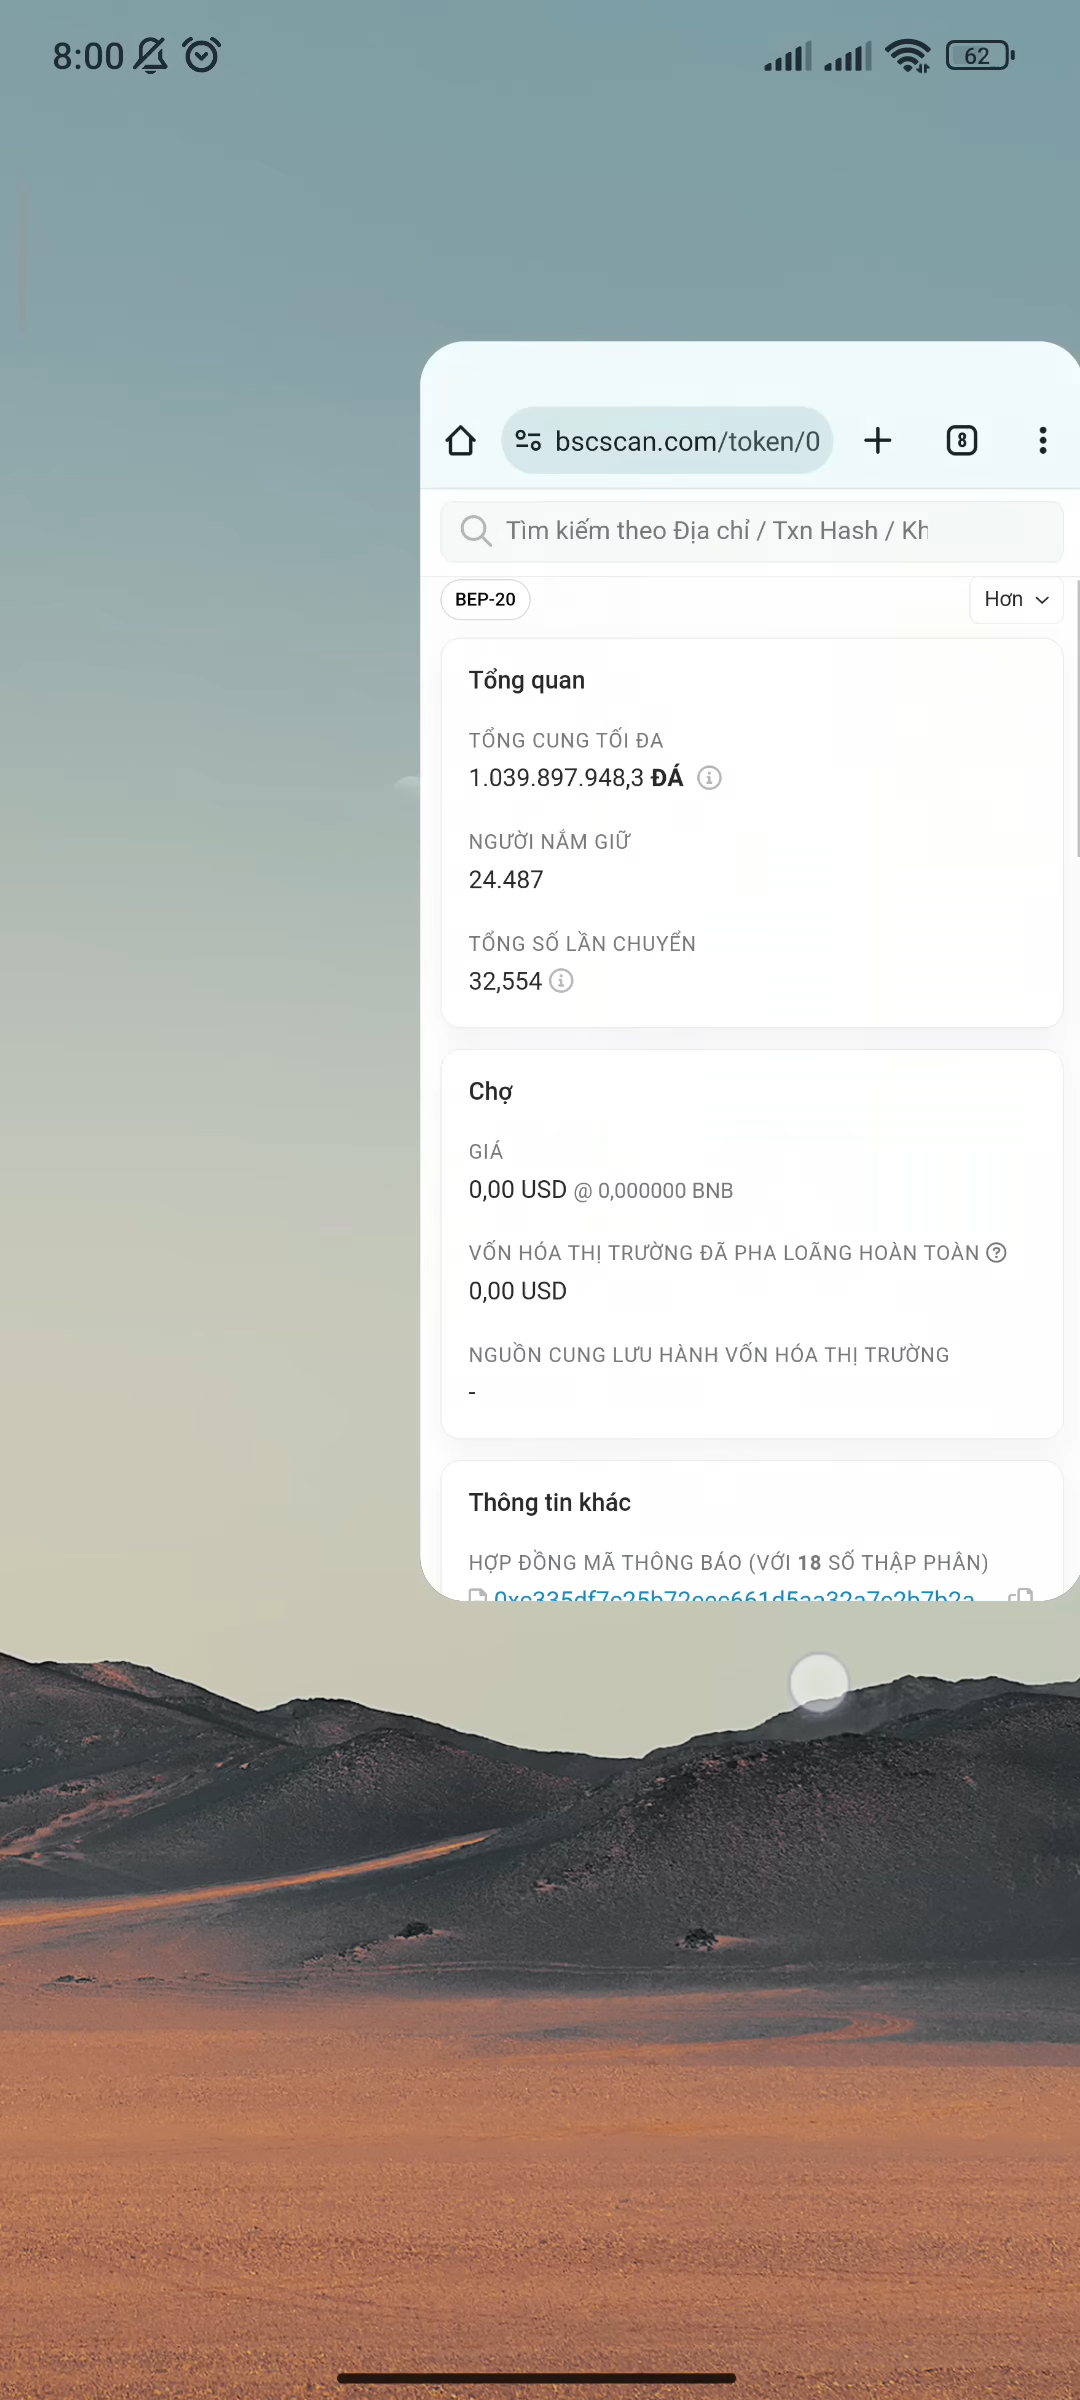 8:00
62
bscscan.com/token/0
8
Tìm kiếm theo Địa chỉ / Txn Hash / Kh
BEP-20
Hơn
Tổng quan
TỔNG CUNG TỐI ĐA
1.039.897.948,3 ĐÁ
NGƯỜI NẮM GIỮ
24.487
TỔNG SỐ LẦN CHUYỂN
32,554
Chợ
GIÁ
0,00 USD @ 0,000000 BNB
VỐN HÓA THỊ TRƯỜNG ĐÃ PHA LOÃNG HOÀN TOÀN
0,00 USD
NGUỒN CUNG LƯU HÀNH VỐN HÓA THỊ TRƯỜNG
-
Thông tin khác
HỢP ĐỒNG MÃ THÔNG BÁO (VỚI 18 SỐ THẬP PHÂN)